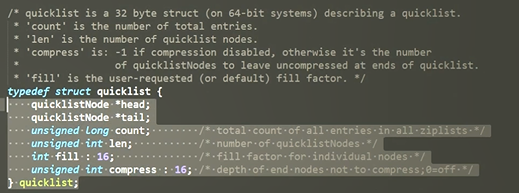 /* quicklist is a 32 byte struct (on 64-bit systems) describing a quicklist.
 * 'count' is the number of total entries.
 * 'len' is the number of quicklist nodes.
 * 'compress' is: -1 if compression disabled, otherwise it's the number
 *                of quicklistNodes to leave uncompressed at ends of quicklist.
 * 'fill' is the user-requested (or default) fill factor. */
typedef struct quicklist {
    quicklistNode *head;
    quicklistNode *tail;
    unsigned long count;        /* total count of all entries in all ziplists */
    unsigned int len;           /* number of quicklistNodes */
    int fill : 16;              /* fill factor for individual nodes */
    unsigned int compress : 16; /* depth of end nodes not to compress;0=off */
} quicklist;